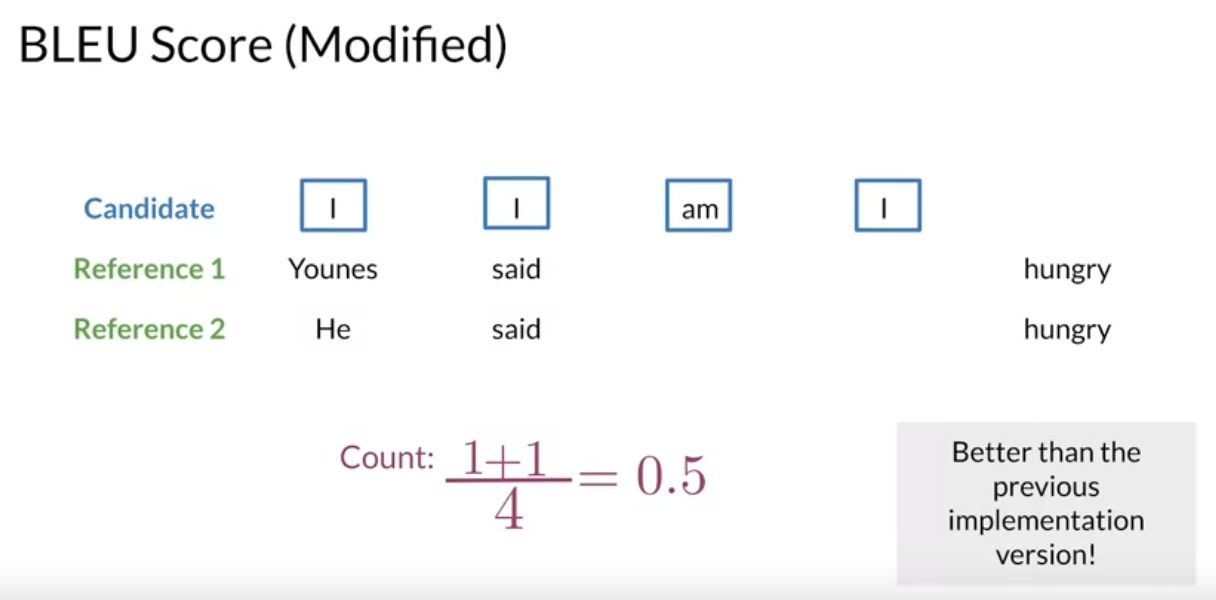 BLEU Score (Modified)
Candidate I I am I
Reference 1 Younes said hungry
Reference 2 He said hungry
Count: 1+1
4
= 0.5
Better than the
previous
implementation
version!